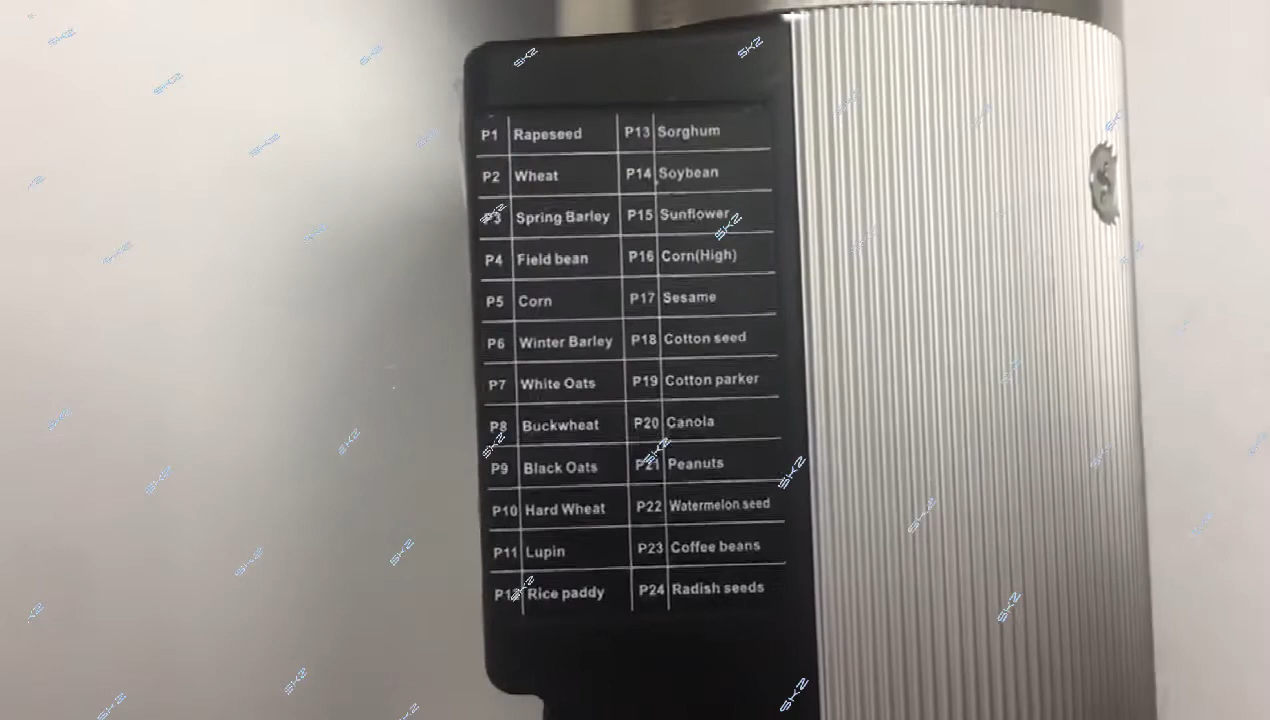 P1 Rapeseed P13 Sorghum
P2 Wheat P14 Soybean
P3 Spring Barley P15 Sunflower
P4 Field bean P16 Corn(High)
P5 Corn P17 Sesame
P6 Winter Barley P18 Cotton seed
P7 White Oats P19 Cotton parker
P8 Buckwheat P20 Canola
P9 Black Oats P21 Peanuts
P10 Hard Wheat P22 Watermelon seed
P11 Lupin P23 Coffee beans
P12 Rice paddy P24 Radish seeds
SKZ